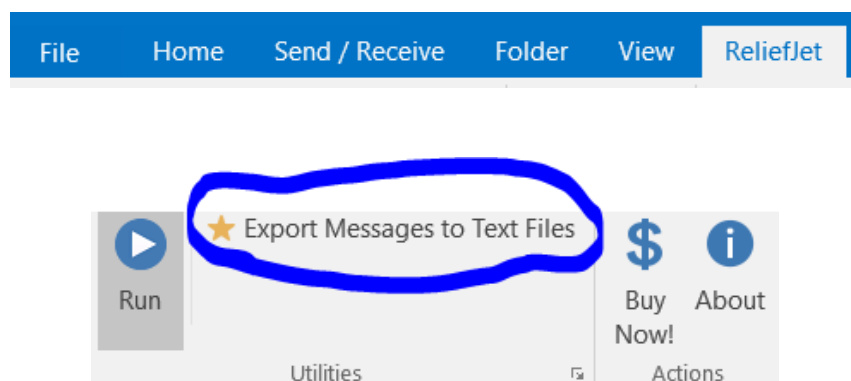 File Home Send / Receive Folder View ReliefJet
Export Messages to Text Files
Run
Buy Now!
About
Utilities
Actions